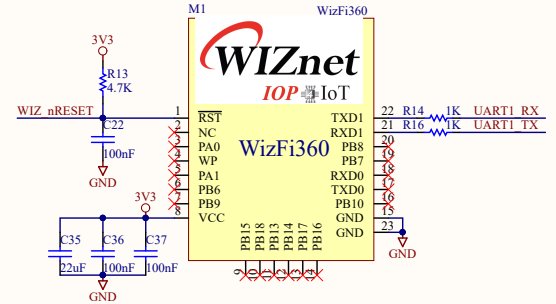 M1
WizFi360
3V3
WIZnet
IOP IoT
R13
4.7K
WIZ_nRESET
1
RST
TXD1
22
R14
1K
UART1_RX
C22
100nF
2
NC
RXD1
21
R16
1K
UART1_TX
3
PA0
PB8
20
4
WP
WizFi360
PB7
19
5
PA1
RXD0
18
GND
6
PB6
TXD0
17
7
PB9
PB10
16
3V3
8
VCC
GND
15
GND
23
PB15
PB18
PB13
PB14
PB17
PB16
C35
22uF
C36
100nF
C37
100nF
GND
9
10
11
12
13
14
GND